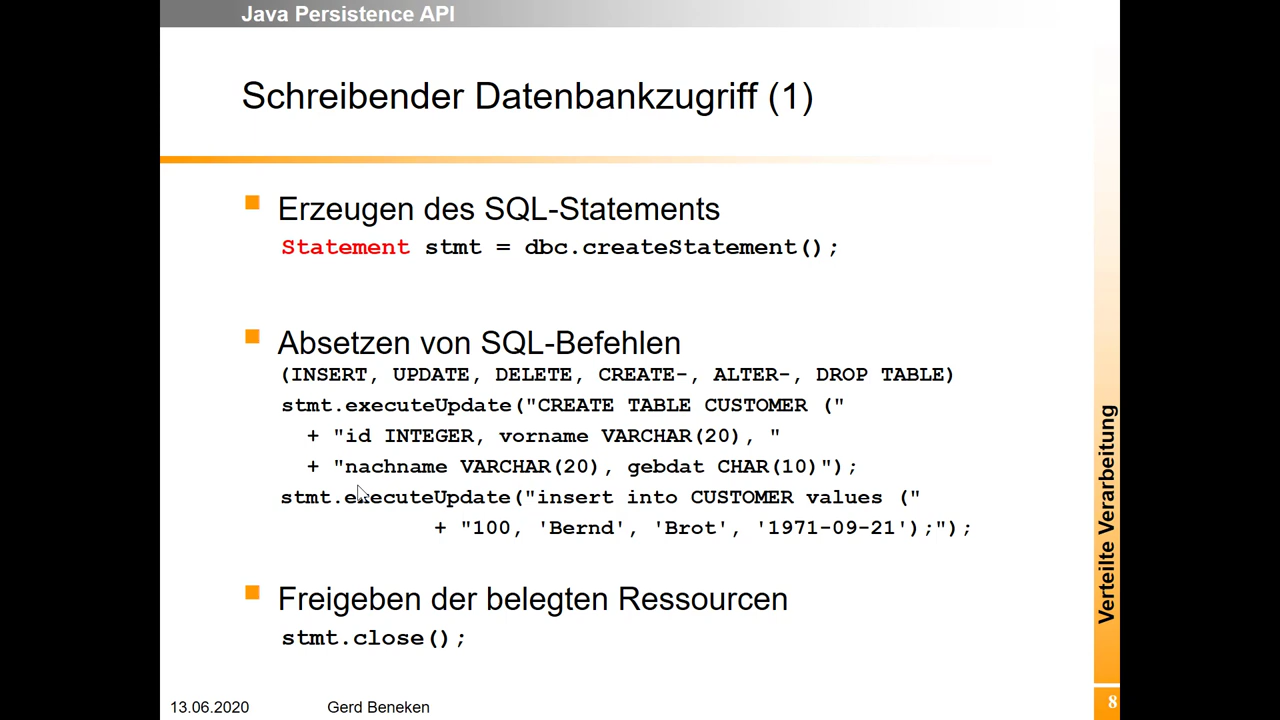 Java Persistence API
Schreibender Datenbankzugriff (1)
Erzeugen des SQL-Statements
Statement stmt = dbc.createStatement();
Absetzen von SQL-Befehlen
(INSERT, UPDATE, DELETE, CREATE-, ALTER-, DROP TABLE)
stmt.executeUpdate("CREATE TABLE CUSTOMER ("
+ "id INTEGER, vorname VARCHAR(20), "
+ "nachname VARCHAR(20), gebdat CHAR(10)");
stmt.executeUpdate("insert into CUSTOMER values ("
+ "100, 'Bernd', 'Brot', '1971-09-21');");
Freigeben der belegten Ressourcen
stmt.close();
Verteilte Verarbeitung
13.06.2020
Gerd Beneken
8